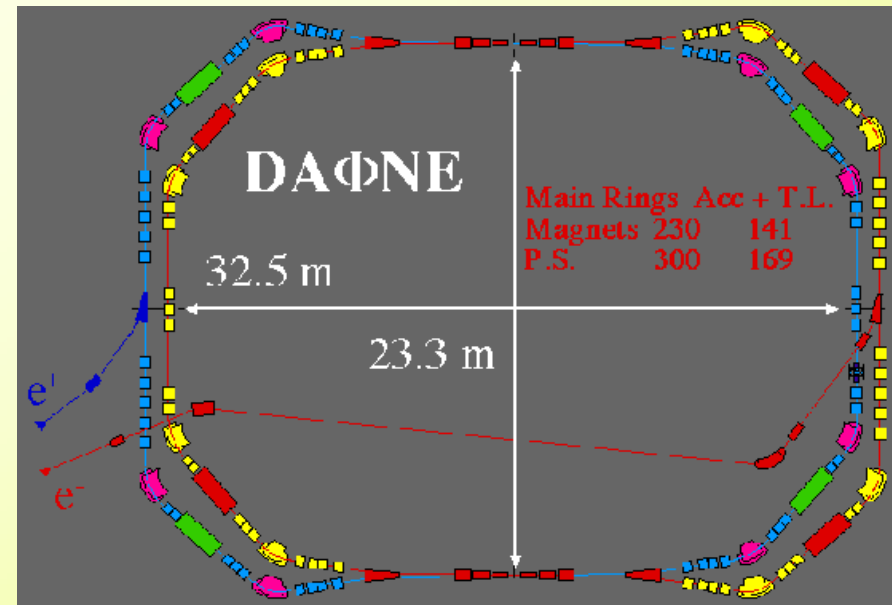 DAΦNE
Main Rings Acc + T.L.
Magnets 230 141
P.S. 300 169
32.5 m
23.3 m
e⁺
e⁻